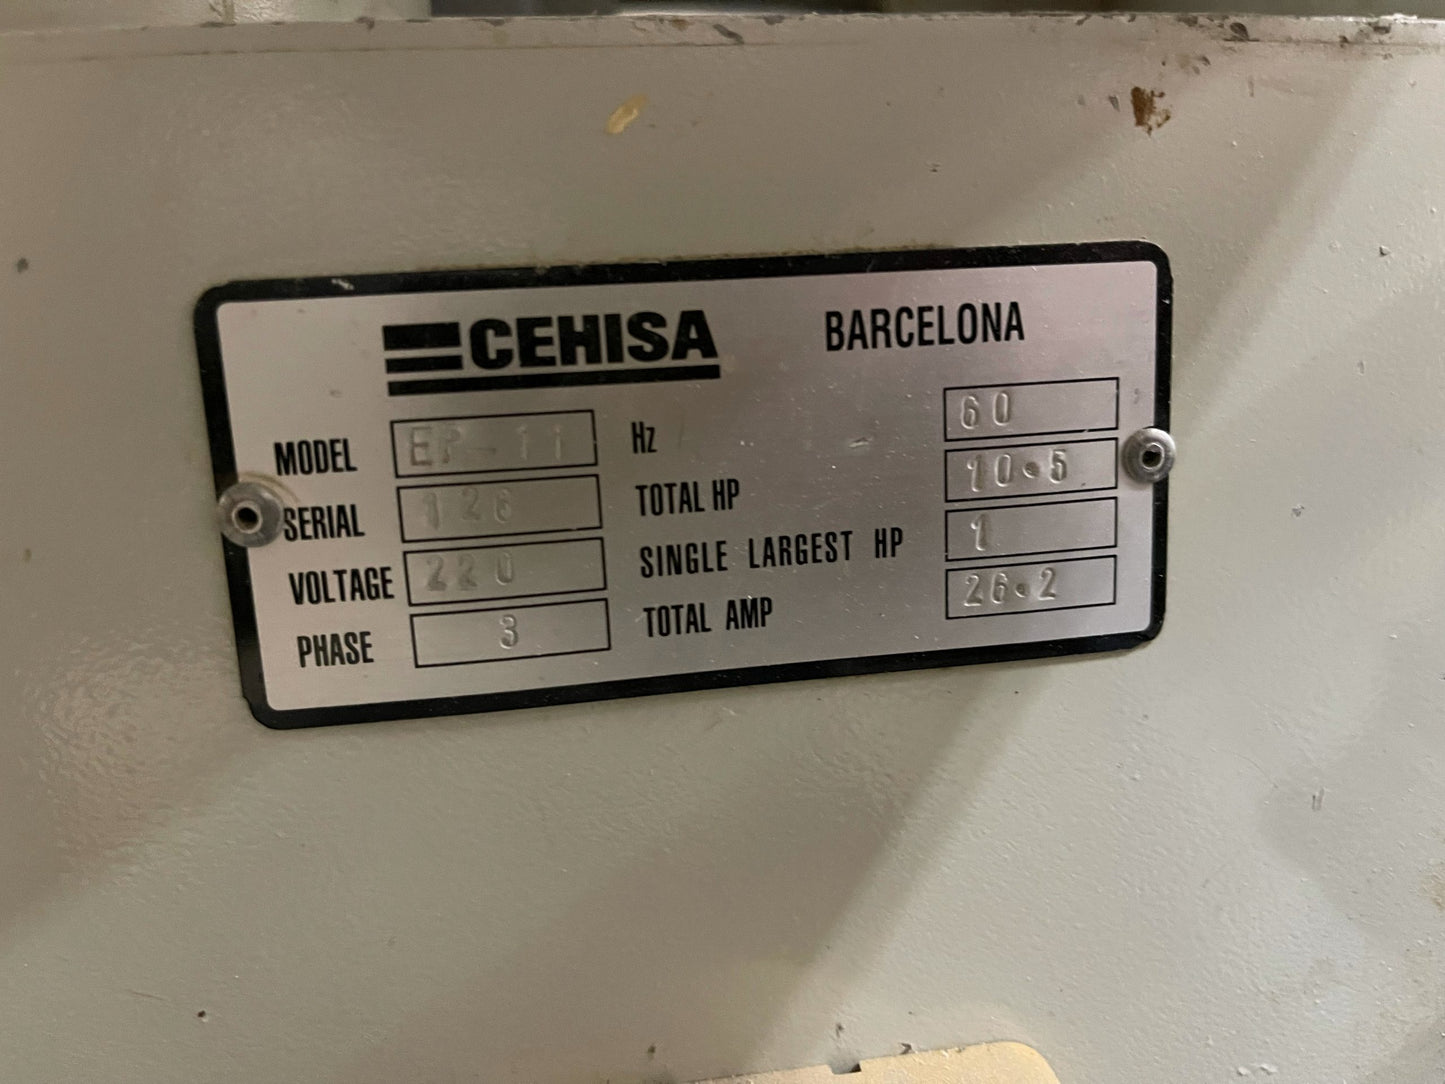 CEHISA BARCELONA
MODEL EP-11 Hz 60
SERIAL 126 TOTAL HP 10.5
VOLTAGE 220 SINGLE LARGEST HP 1
PHASE 3 TOTAL AMP 26.2